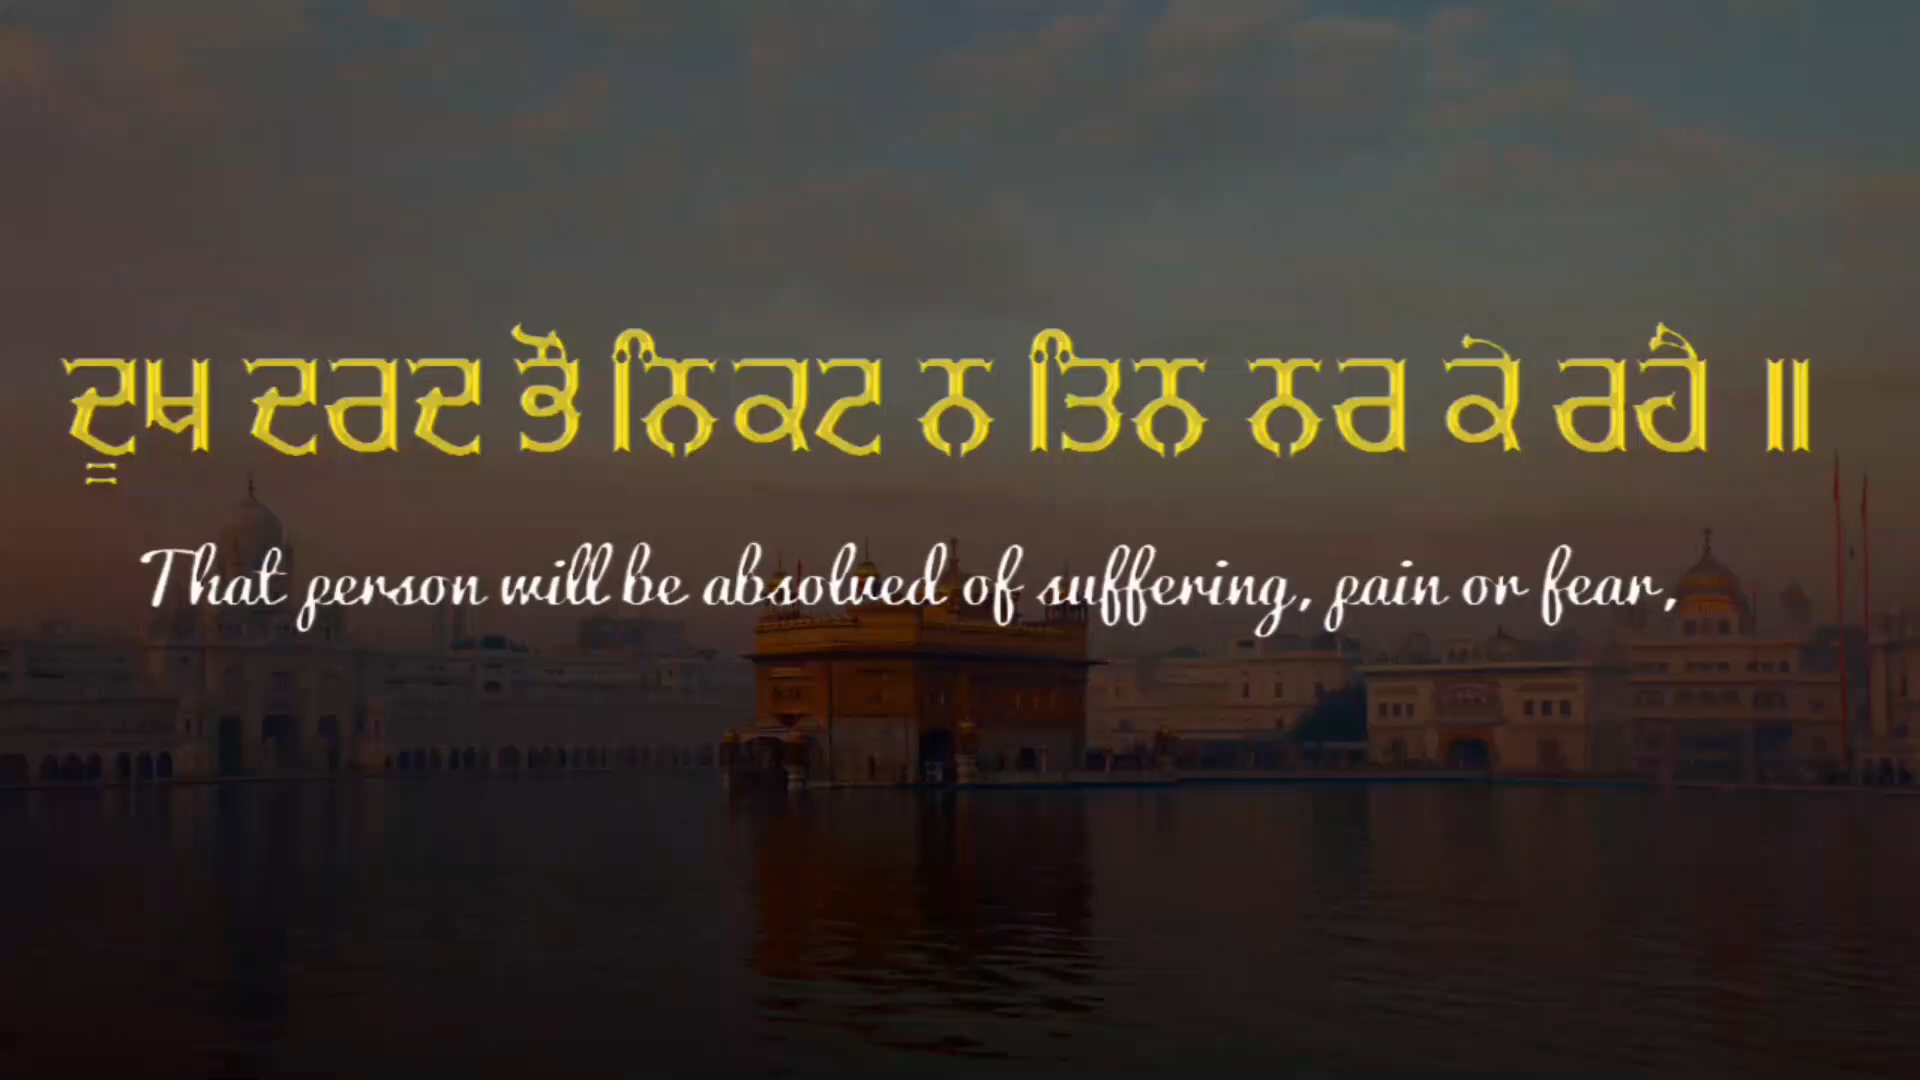 ਦੂਖ ਦਰਦ ਭੌ ਨਿਕਟ ਨ ਤਿਨ ਨਰ ਕੇ ਰਹੈ ॥
That person will be absolved of suffering, pain or fear,